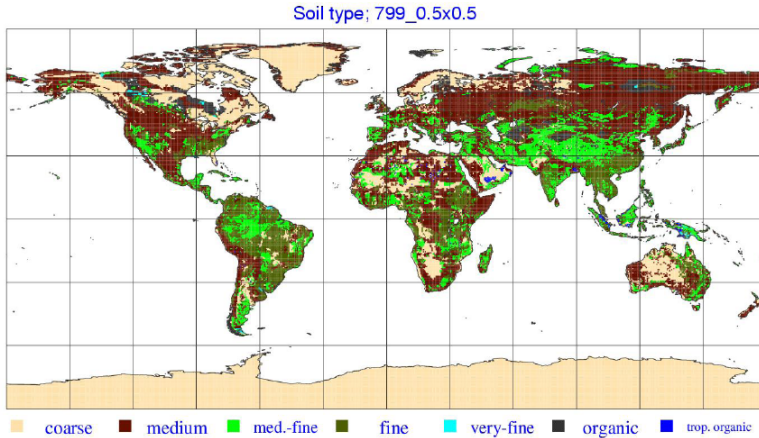 Soil type; 799_0.5x0.5
coarse medium med.-fine fine very-fine organic trop. organic